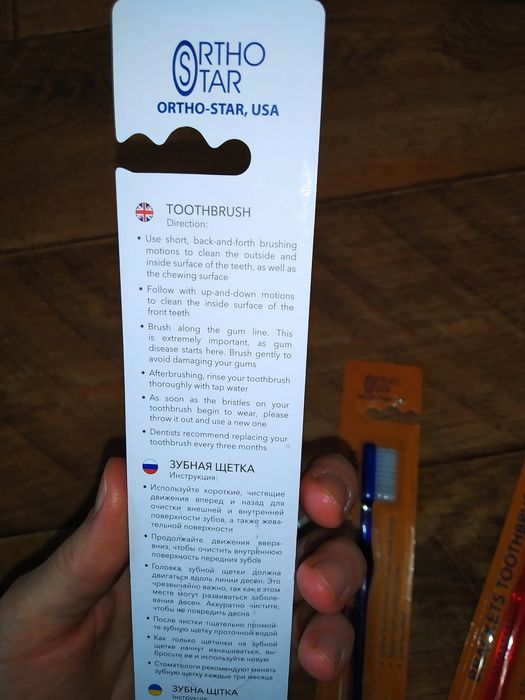 ORTHO
STAR
ORTHO-STAR, USA
TOOTHBRUSH
Direction:
• Use short, back-and-forth brushing
motions to clean the outside and
inside surface of the teeth, as well as
the chewing surface
• Follow with up-and-down motions
to clean the inside surface of the
front teeth
• Brush along the gum line. This
is extremely important, as gum
disease starts here. Brush gently to
avoid damaging your gums
• Afterbrushing, rinse your toothbrush
thoroughly with tap water
• As soon as the bristles on your
toothbrush begin to wear, please
throw it out and use a new one
• Dentists recommend replacing your
toothbrush every three months
ЗУБНАЯ ЩЕТКА
Инструкция:
• Используйте короткие, чистящие
движения вперед и назад для
очистки внешней и внутренней
поверхности зубов, а также жева-
тельной поверхности
• Продолжайте движения вверх-
вниз, чтобы очистить внутреннюю
поверхность передних зубов
• Головка зубной щетки должна
двигаться вдоль линии десен. Это
чрезвычайно важно, так как в этом
месте могут развиваться заболе-
вания десен. Аккуратно чистите,
чтобы не повредить десна
• После чистки тщательно промой-
те зубную щетку проточной водой
• Как только щетинки на зубной
щетке начнут изнашиваться, вы-
бросьте ее и используйте новую
• Стоматологи рекомендуют менять
зубную щетку каждые три месяца
ЗУБНА ЩІТКА
Інструкція:
ORTHO
STAR
BRACKETS TOOTHB